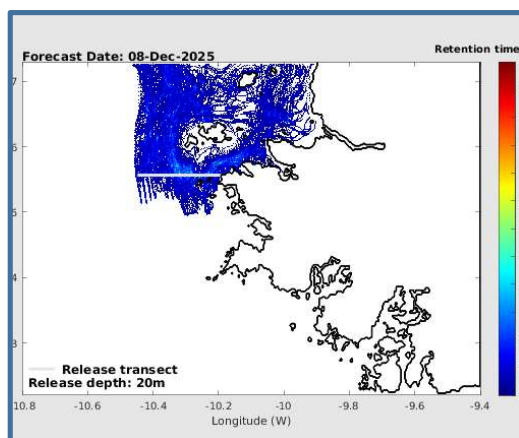 Forecast Date: 08-Dec-2025
Retention time
.7
.6
.5
.4
.3
Release transect
Release depth: 20m
10.8
-10.6
-10.4
-10.2
-10
-9.8
-9.6
-9.4
Longitude (W)